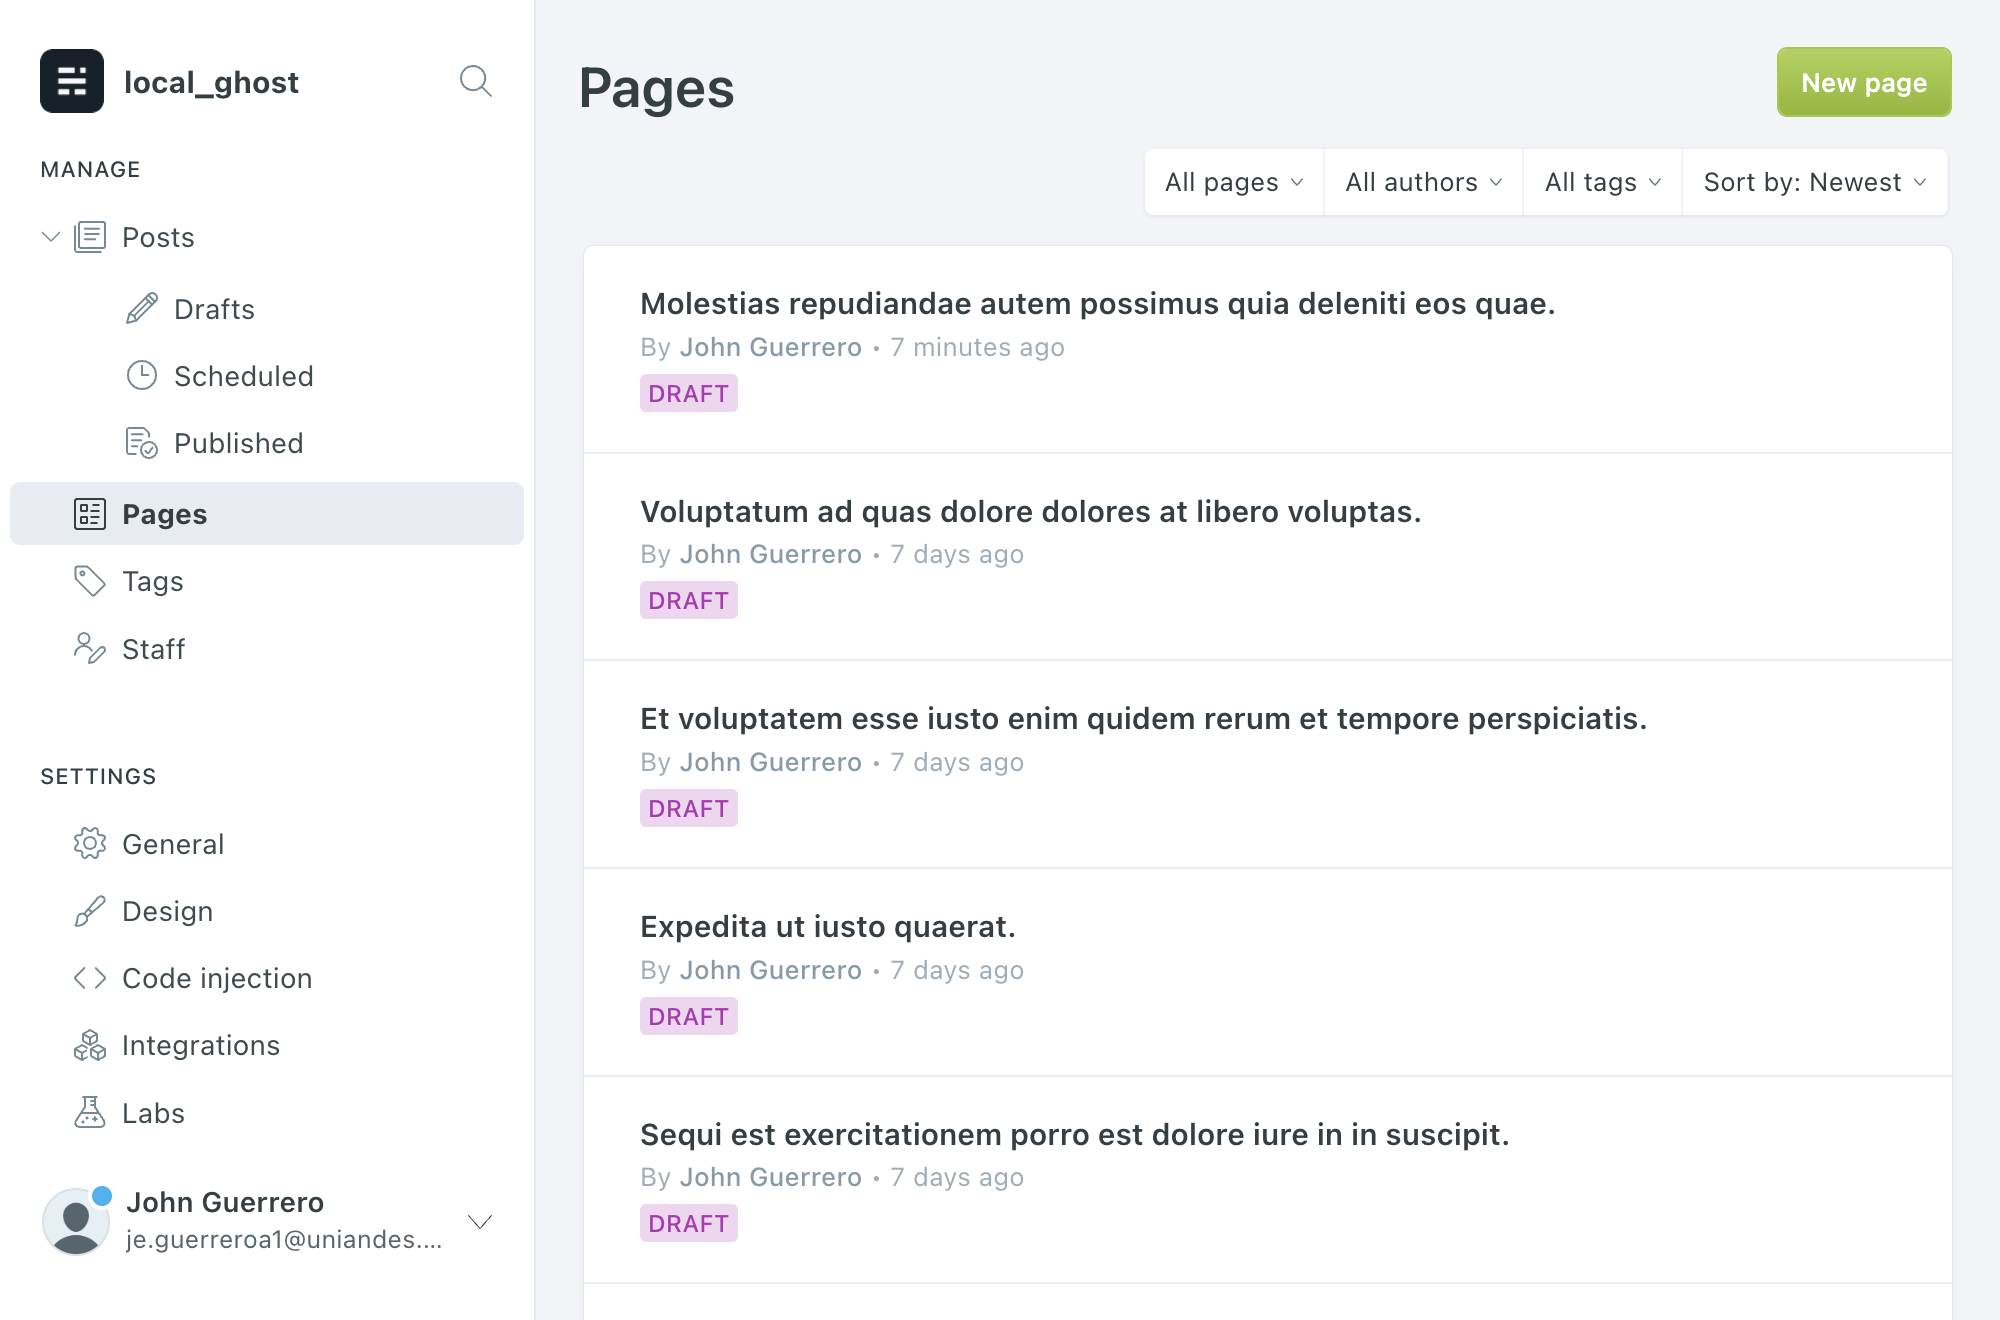 local_ghost
MANAGE
Posts
Drafts
Scheduled
Published
Pages
Tags
Staff
SETTINGS
General
Design
Code injection
Integrations
Labs
John Guerrero
je.guerreroa1@uniandes....
Pages
New page
All pages
All authors
All tags
Sort by: Newest
Molestias repudiandae autem possimus quia deleniti eos quae.
By John Guerrero • 7 minutes ago
DRAFT
Voluptatum ad quas dolore dolores at libero voluptas.
By John Guerrero • 7 days ago
DRAFT
Et voluptatem esse iusto enim quidem rerum et tempore perspiciatis.
By John Guerrero • 7 days ago
DRAFT
Expedita ut iusto quaerat.
By John Guerrero • 7 days ago
DRAFT
Sequi est exercitationem porro est dolore iure in in suscipit.
By John Guerrero • 7 days ago
DRAFT